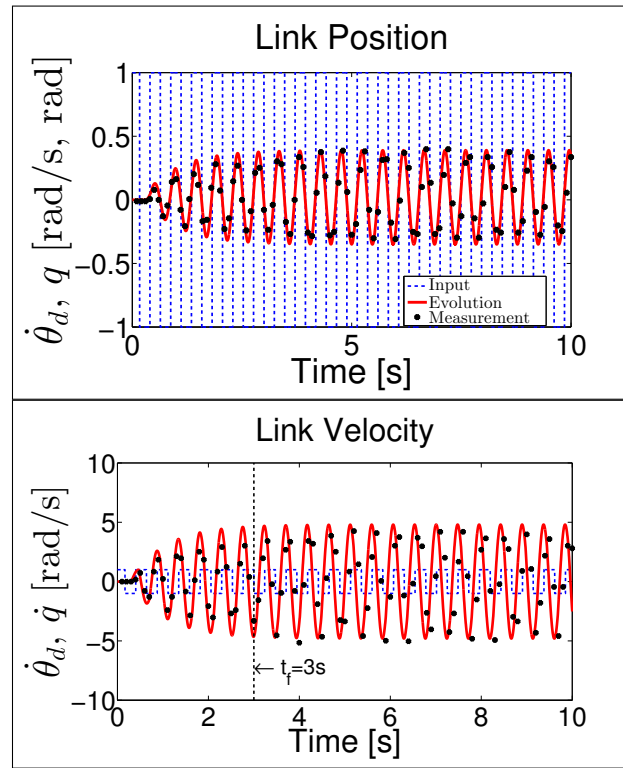 Link Position
1
0.5
0
−0.5
−1
θ̇_d, q [rad/s, rad]
Input
Evolution
Measurement
0 5 10
Time [s]
Link Velocity
10
5
0
−5
−10
θ̇_d, q̇ [rad/s]
← t_f=3s
0 2 4 6 8 10
Time [s]